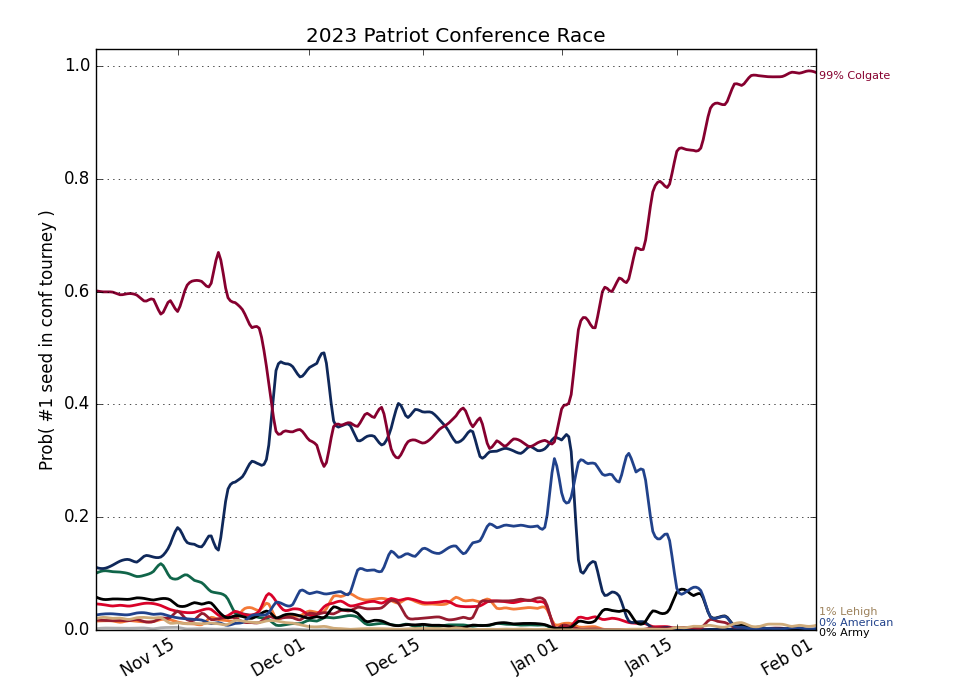 2023 Patriot Conference Race
Prob( #1 seed in conf tourney )
1.0
0.8
0.6
0.4
0.2
0.0
Nov 15
Dec 01
Dec 15
Jan 01
Jan 15
Feb 01
99% Colgate
1% Lehigh
0% American
0% Army